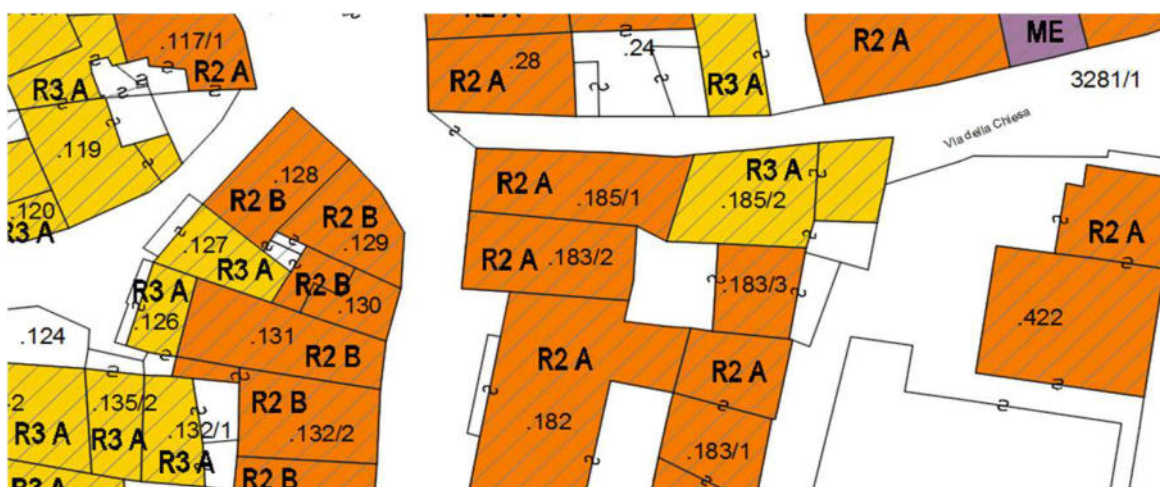 R2 A
.117/1
R2 A
R3 A
.28
R2 A
.24
R3 A
R2 A
ME
3281/1
Via della Chiesa
.119
.120
R3 A
.128
R2 B
R2 B
.129
.127
R3 A
R2 B
.130
R3 A
.126
.131
R2 B
.124
R2 A
.185/1
R3 A
.185/2
R2 A
.183/2
.183/3
R2 A
.422
R2 A
.182
R2 A
.183/1
R3 A
.135/2
R3 A
.132/1
R3 A
R2 B
.132/2
R2 B
R3 A